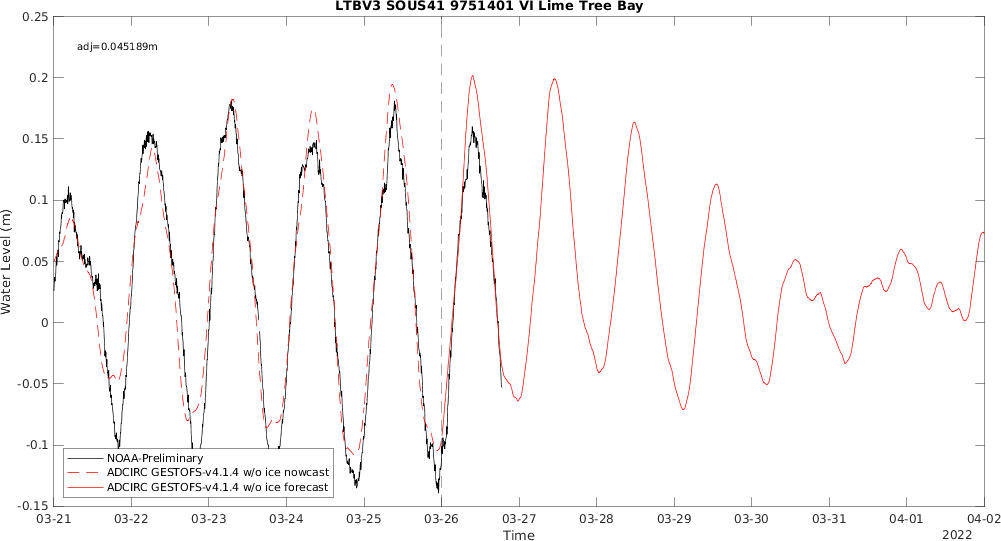 LTBV3 SOUS41 9751401 VI Lime Tree Bay
0.25
adj=0.045189m
0.2
0.15
0.1
0.05
0
-0.05
-0.1
-0.15
Water Level (m)
NOAA-Preliminary
ADCIRC GESTOFS-v4.1.4 w/o ice nowcast
ADCIRC GESTOFS-v4.1.4 w/o ice forecast
03-21 03-22 03-23 03-24 03-25 03-26 03-27 03-28 03-29 03-30 03-31 04-01 04-02
Time
2022